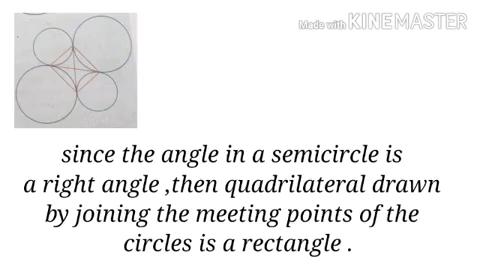 Made with KINEMASTER
since the angle in a semicircle is
a right angle ,then quadrilateral drawn
by joining the meeting points of the
circles is a rectangle .